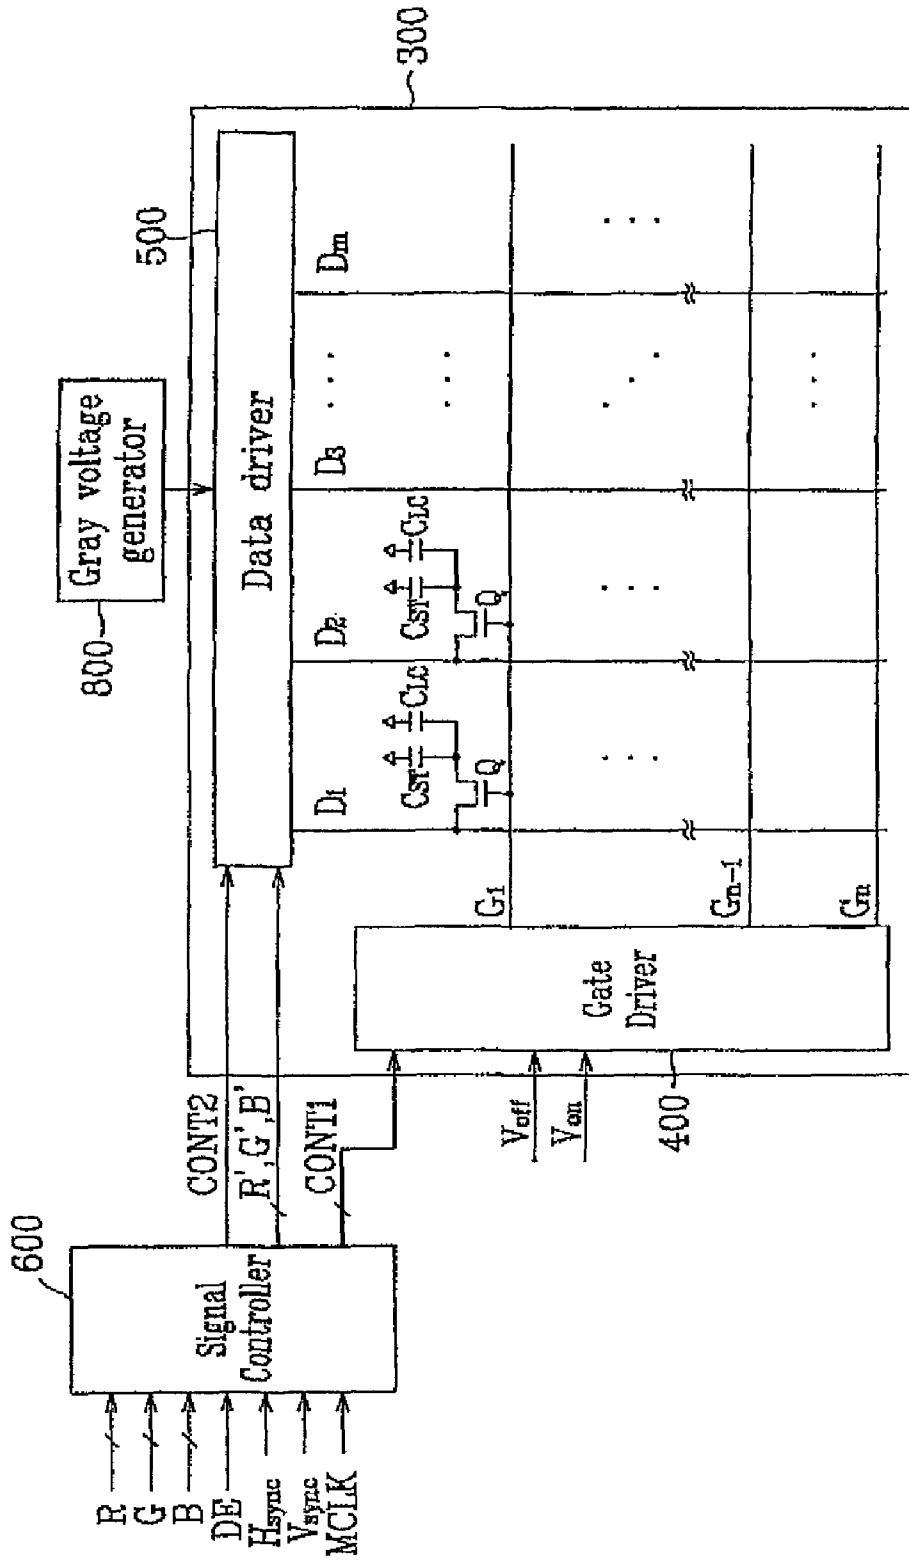 800
Gray voltage
generator
500
300
600
Signal
Controller
R
G
B
DE
Hsync
Vsync
MCLK
CONT2
R',G',B'
CONT1
Data driver
D1
D2
D3
Dm
CST
CLC
Q
CST
CLC
Q
G1
Gn-1
Gn
Gate
Driver
Voff
Von
400